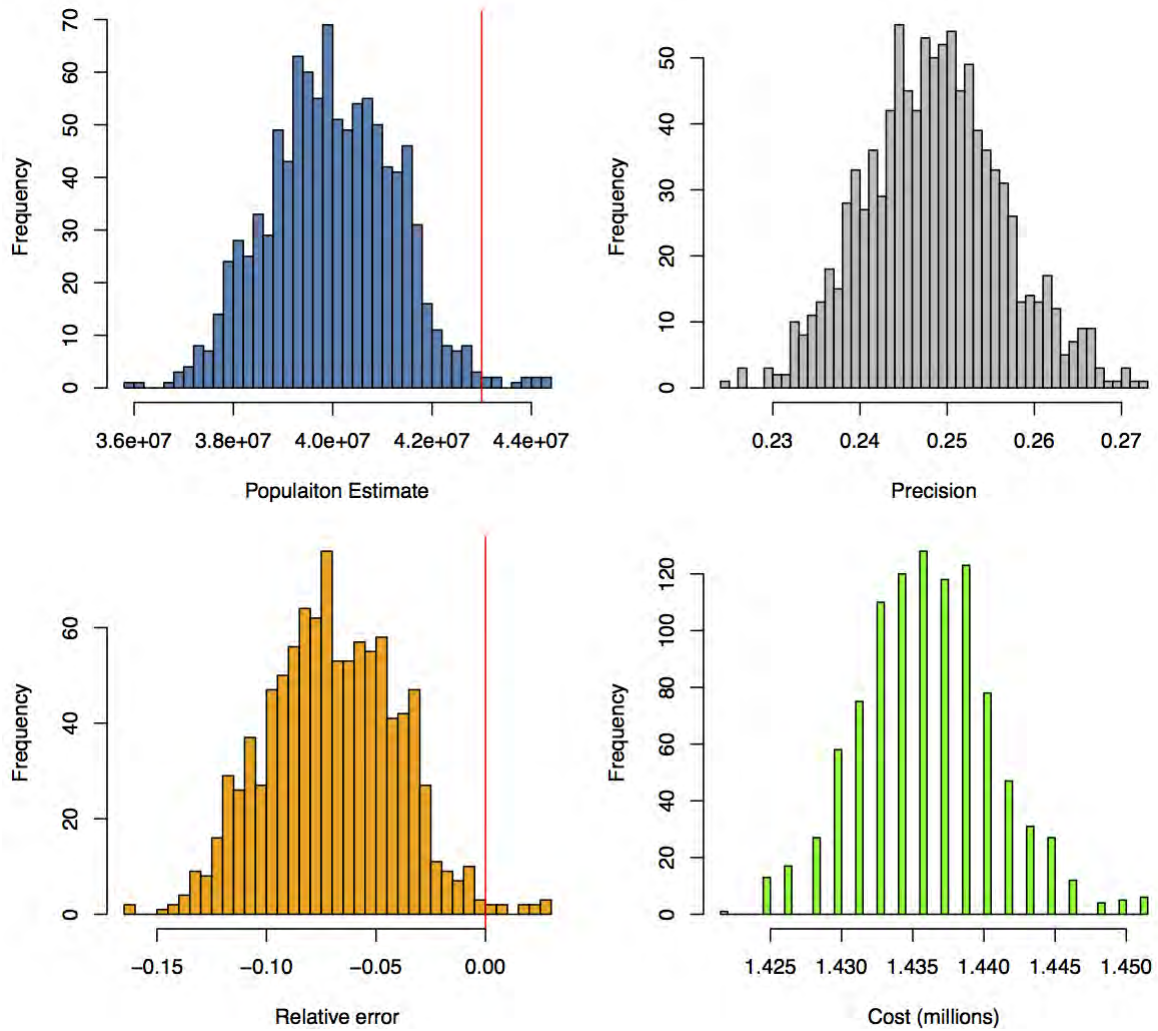 Frequency
0 10 20 30 40 50 60 70
3.6e+07 3.8e+07 4.0e+07 4.2e+07 4.4e+07
Populaiton Estimate
Frequency
0 10 20 30 40 50
0.23 0.24 0.25 0.26 0.27
Precision
Frequency
0 20 40 60
−0.15 −0.10 −0.05 0.00
Relative error
Frequency
0 20 40 60 80 100 120
1.425 1.430 1.435 1.440 1.445 1.450
Cost (millions)